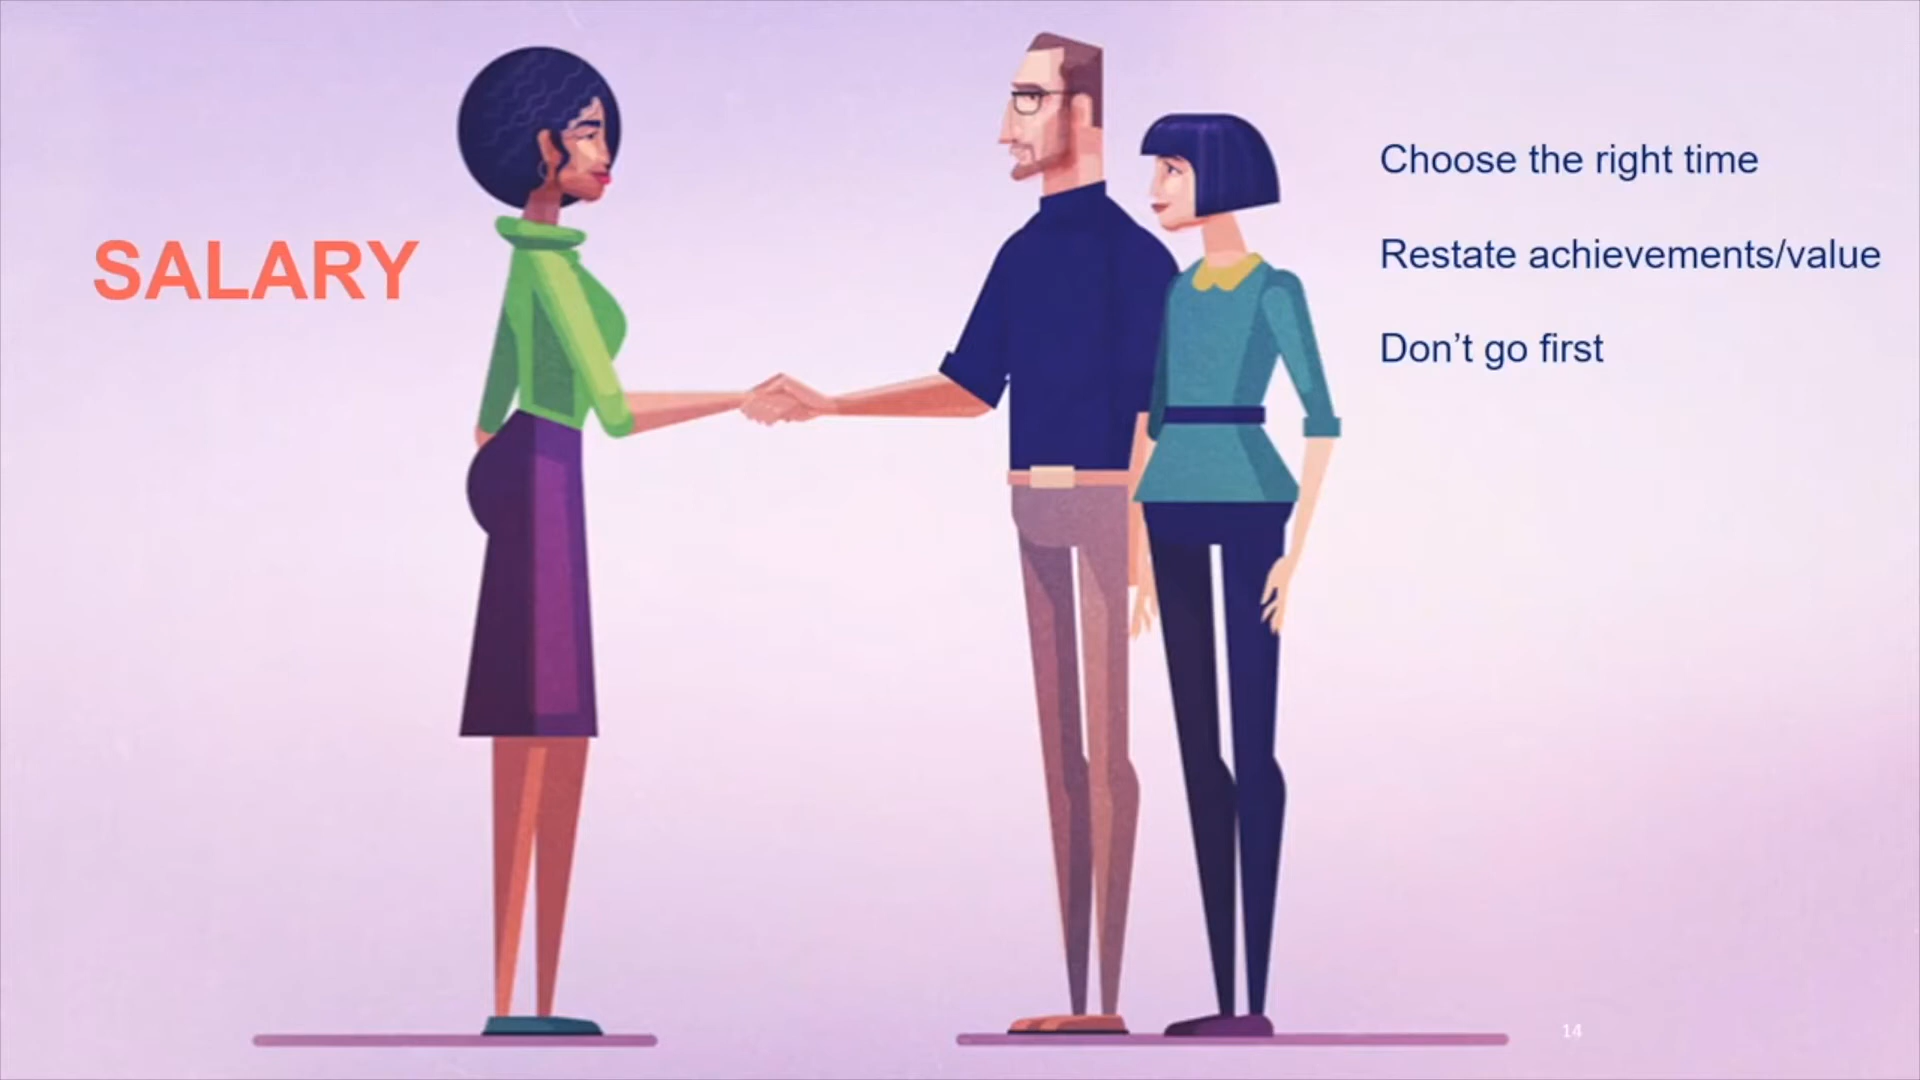 SALARY
Choose the right time
Restate achievements/value
Don’t go first
14